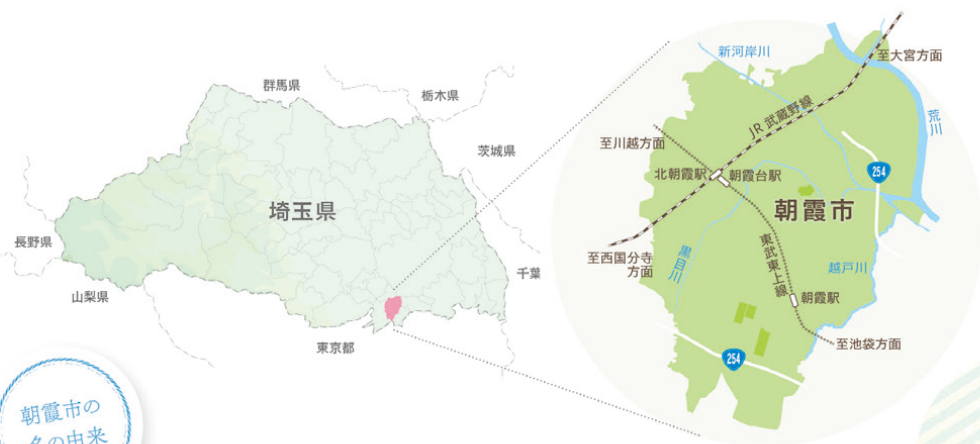 群馬県
栃木県
茨城県
埼玉県
長野県
山梨県
千葉
東京都
朝霞市の
名の由来
新河岸川
至大宮方面
荒川
JR 武蔵野線
至川越方面
254
北朝霞駅
朝霞台駅
朝霞市
至西国分寺
方面
黒目川
東武東上線
越戸川
朝霞駅
至池袋方面
254